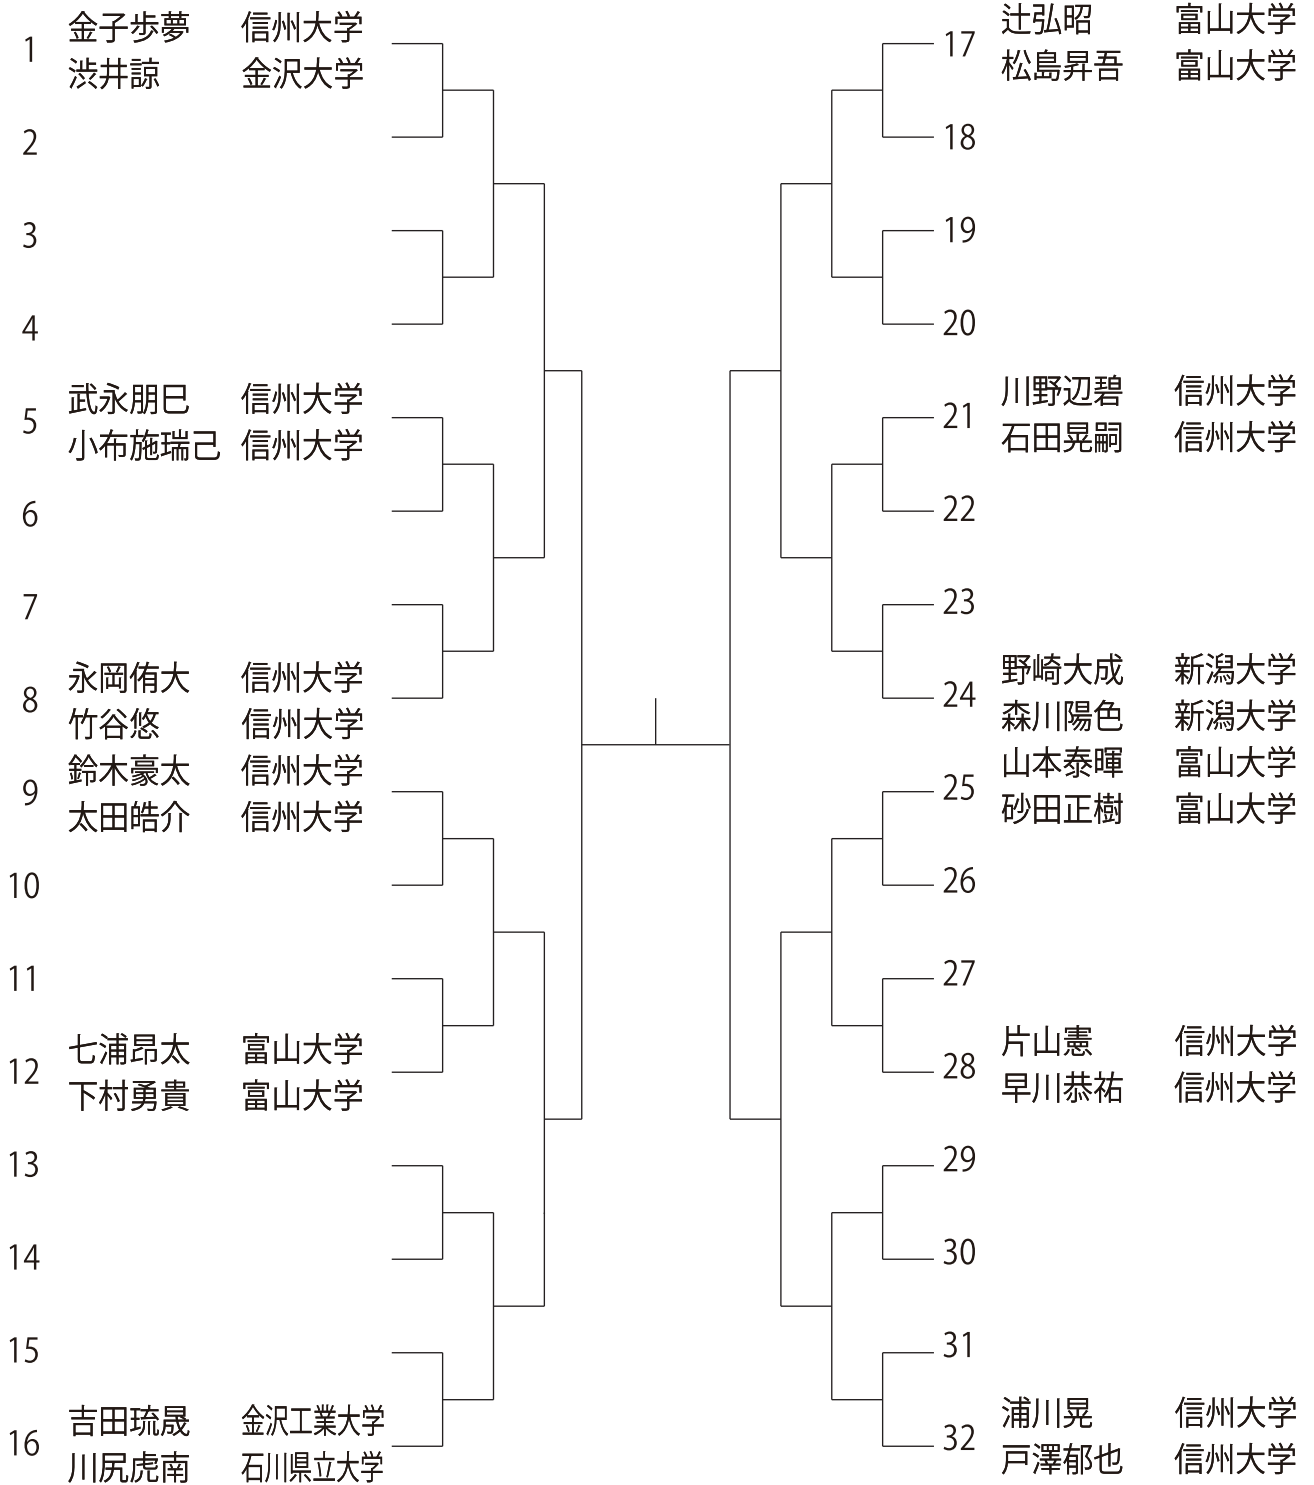 1 金子歩夢 信州大学
渋井諒 金沢大学
2
3
4
5 武永朋巳 信州大学
小布施瑞己 信州大学
6
7
8 永岡侑大 信州大学
竹谷悠 信州大学
9 鈴木豪太 信州大学
太田皓介 信州大学
10
11
12 七浦昂太 富山大学
下村勇貴 富山大学
13
14
15
16 吉田琉晟 金沢工業大学
川尻虎南 石川県立大学
17 辻弘昭 富山大学
松島昇吾 富山大学
18
19
20
21 川野辺碧 信州大学
石田晃嗣 信州大学
22
23
24 野崎大成 新潟大学
森川陽色 新潟大学
25 山本泰暉 富山大学
砂田正樹 富山大学
26
27
28 片山憲 信州大学
早川恭祐 信州大学
29
30
31
32 浦川晃 信州大学
戸澤郁也 信州大学